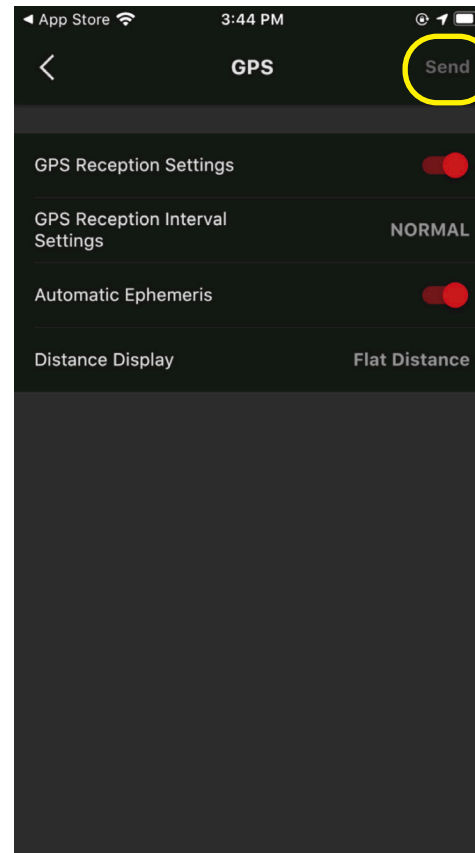 App Store 3:44 PM
GPS Send
GPS Reception Settings
GPS Reception Interval
Settings NORMAL
Automatic Ephemeris
Distance Display Flat Distance